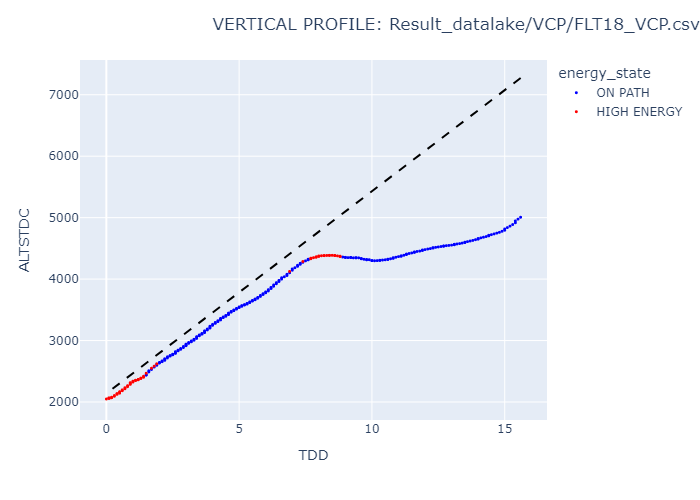 VERTICAL PROFILE: Result_datalake/VCP/FLT18_VCP.csv
energy_state
ON PATH
HIGH ENERGY
ALTSTDC
7000
6000
5000
4000
3000
2000
0
5
10
15
TDD